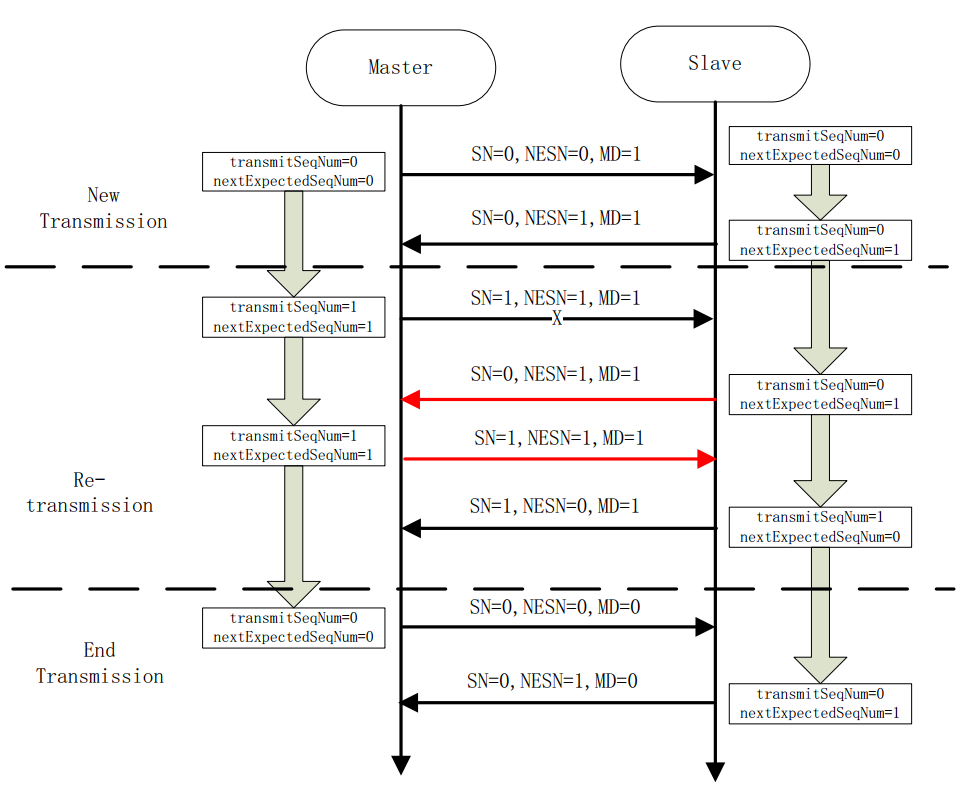 Master
Slave
transmitSeqNum=0
nextExpectedSeqNum=0
SN=0,NESN=0,MD=1
transmitSeqNum=0
nextExpectedSeqNum=0
New
Transmission
SN=0,NESN=1,MD=1
transmitSeqNum=0
nextExpectedSeqNum=1
SN=1,NESN=1,MD=1
X
transmitSeqNum=1
nextExpectedSeqNum=1
SN=0,NESN=1,MD=1
transmitSeqNum=0
nextExpectedSeqNum=1
transmitSeqNum=1
nextExpectedSeqNum=1
SN=1,NESN=1,MD=1
Re-
transmission
SN=1,NESN=0,MD=1
transmitSeqNum=1
nextExpectedSeqNum=0
SN=0,NESN=0,MD=0
transmitSeqNum=0
nextExpectedSeqNum=0
End
Transmission
SN=0,NESN=1,MD=0
transmitSeqNum=0
nextExpectedSeqNum=1